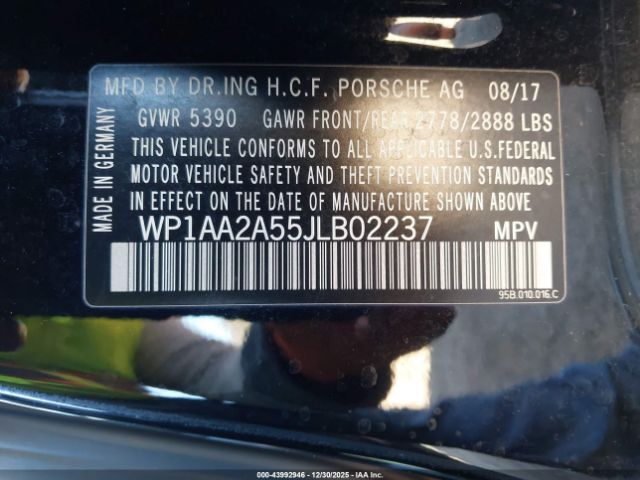 MFD BY DR.ING H.C.F. PORSCHE AG 08/17
GVWR 5390 GAWR FRONT/REAR 2778/2888 LBS
THIS VEHICLE CONFORMS TO ALL APPLICABLE U.S.FEDERAL
MOTOR VEHICLE SAFETY AND THEFT PREVENTION STANDARDS
IN EFFECT ON THE DATE OF MANUFACTURE SHOWN ABOVE.
WP1AA2A55JLB02237 MPV
MADE IN GERMANY
95B.010.016.C
000-43992946 - 12/30/2025 - IAA Inc.